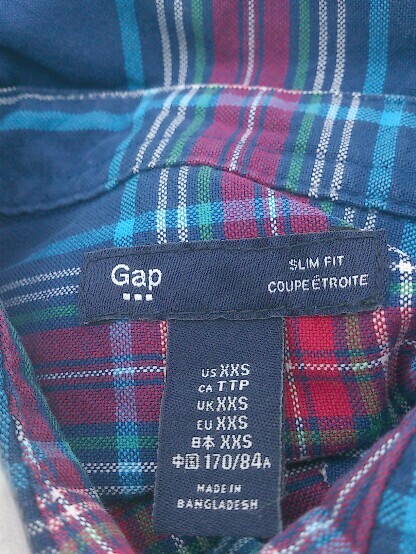 Gap
SLIM FIT
COUPE ÉTROITE
US XXS
CA TTP
UK XXS
EU XXS
日本 XXS
中国 170/84A
MADE IN
BANGLADESH